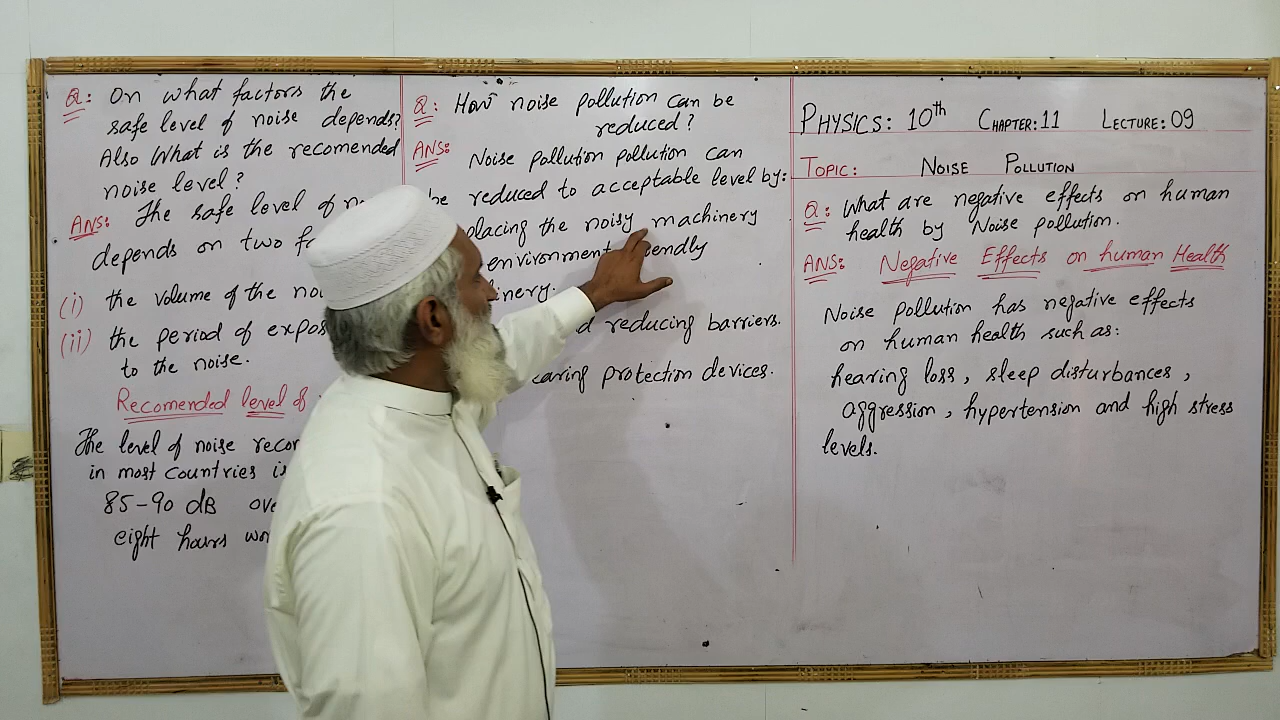 Q: On what factors the
safe level of noise depends?
Also What is the recomended
noise level?
Ans: The safe level of
depends on two
(i) the volume of the
(ii) the period of
to the noise.
Recomended level of
The level of noise
in most countries is
85-90 dB
eight hours
Q: How noise pollution can be
reduced?
Ans: Noise pollution pollution can
be reduced to acceptable level by:
the noisy machinery
reducing barriers.
protection devices.
Physics: 10th Chapter: 11 Lecture: 09
Topic: Noise Pollution
Q: What are negative effects on human
health by Noise pollution.
Ans: Negative Effects on human Health
Noise pollution has negative effects
on human health such as:
hearing loss, sleep disturbances,
aggression, hypertension and high stress
levels.